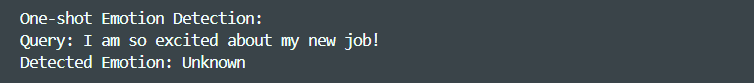 One-shot Emotion Detection:
Query: I am so excited about my new job!
Detected Emotion: Unknown